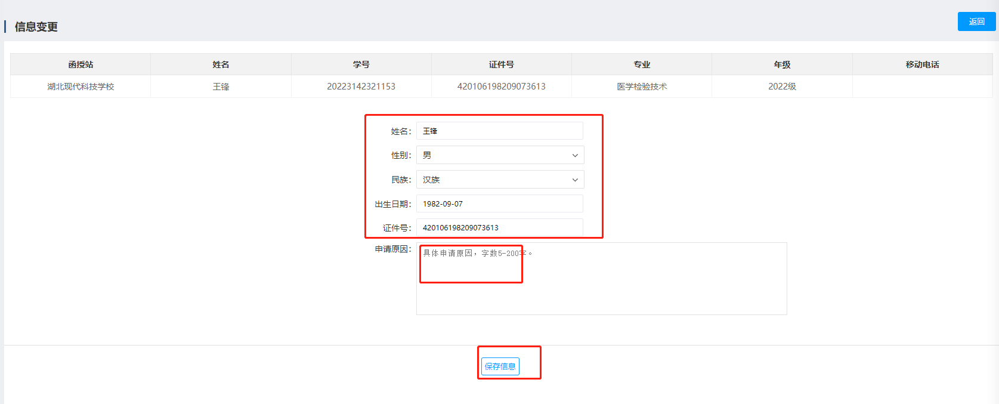 返回
信息变更
函授站 姓名 学号 证件号 专业 年级 移动电话
湖北现代科技学校 王锋 20223142321153 420106198209073613 医学检验技术 2022级
姓名： 王锋
性别： 男
民族： 汉族
出生日期： 1982-09-07
证件号： 420106198209073613
申请原因： 具体申请原因，字数5-200字。
保存信息